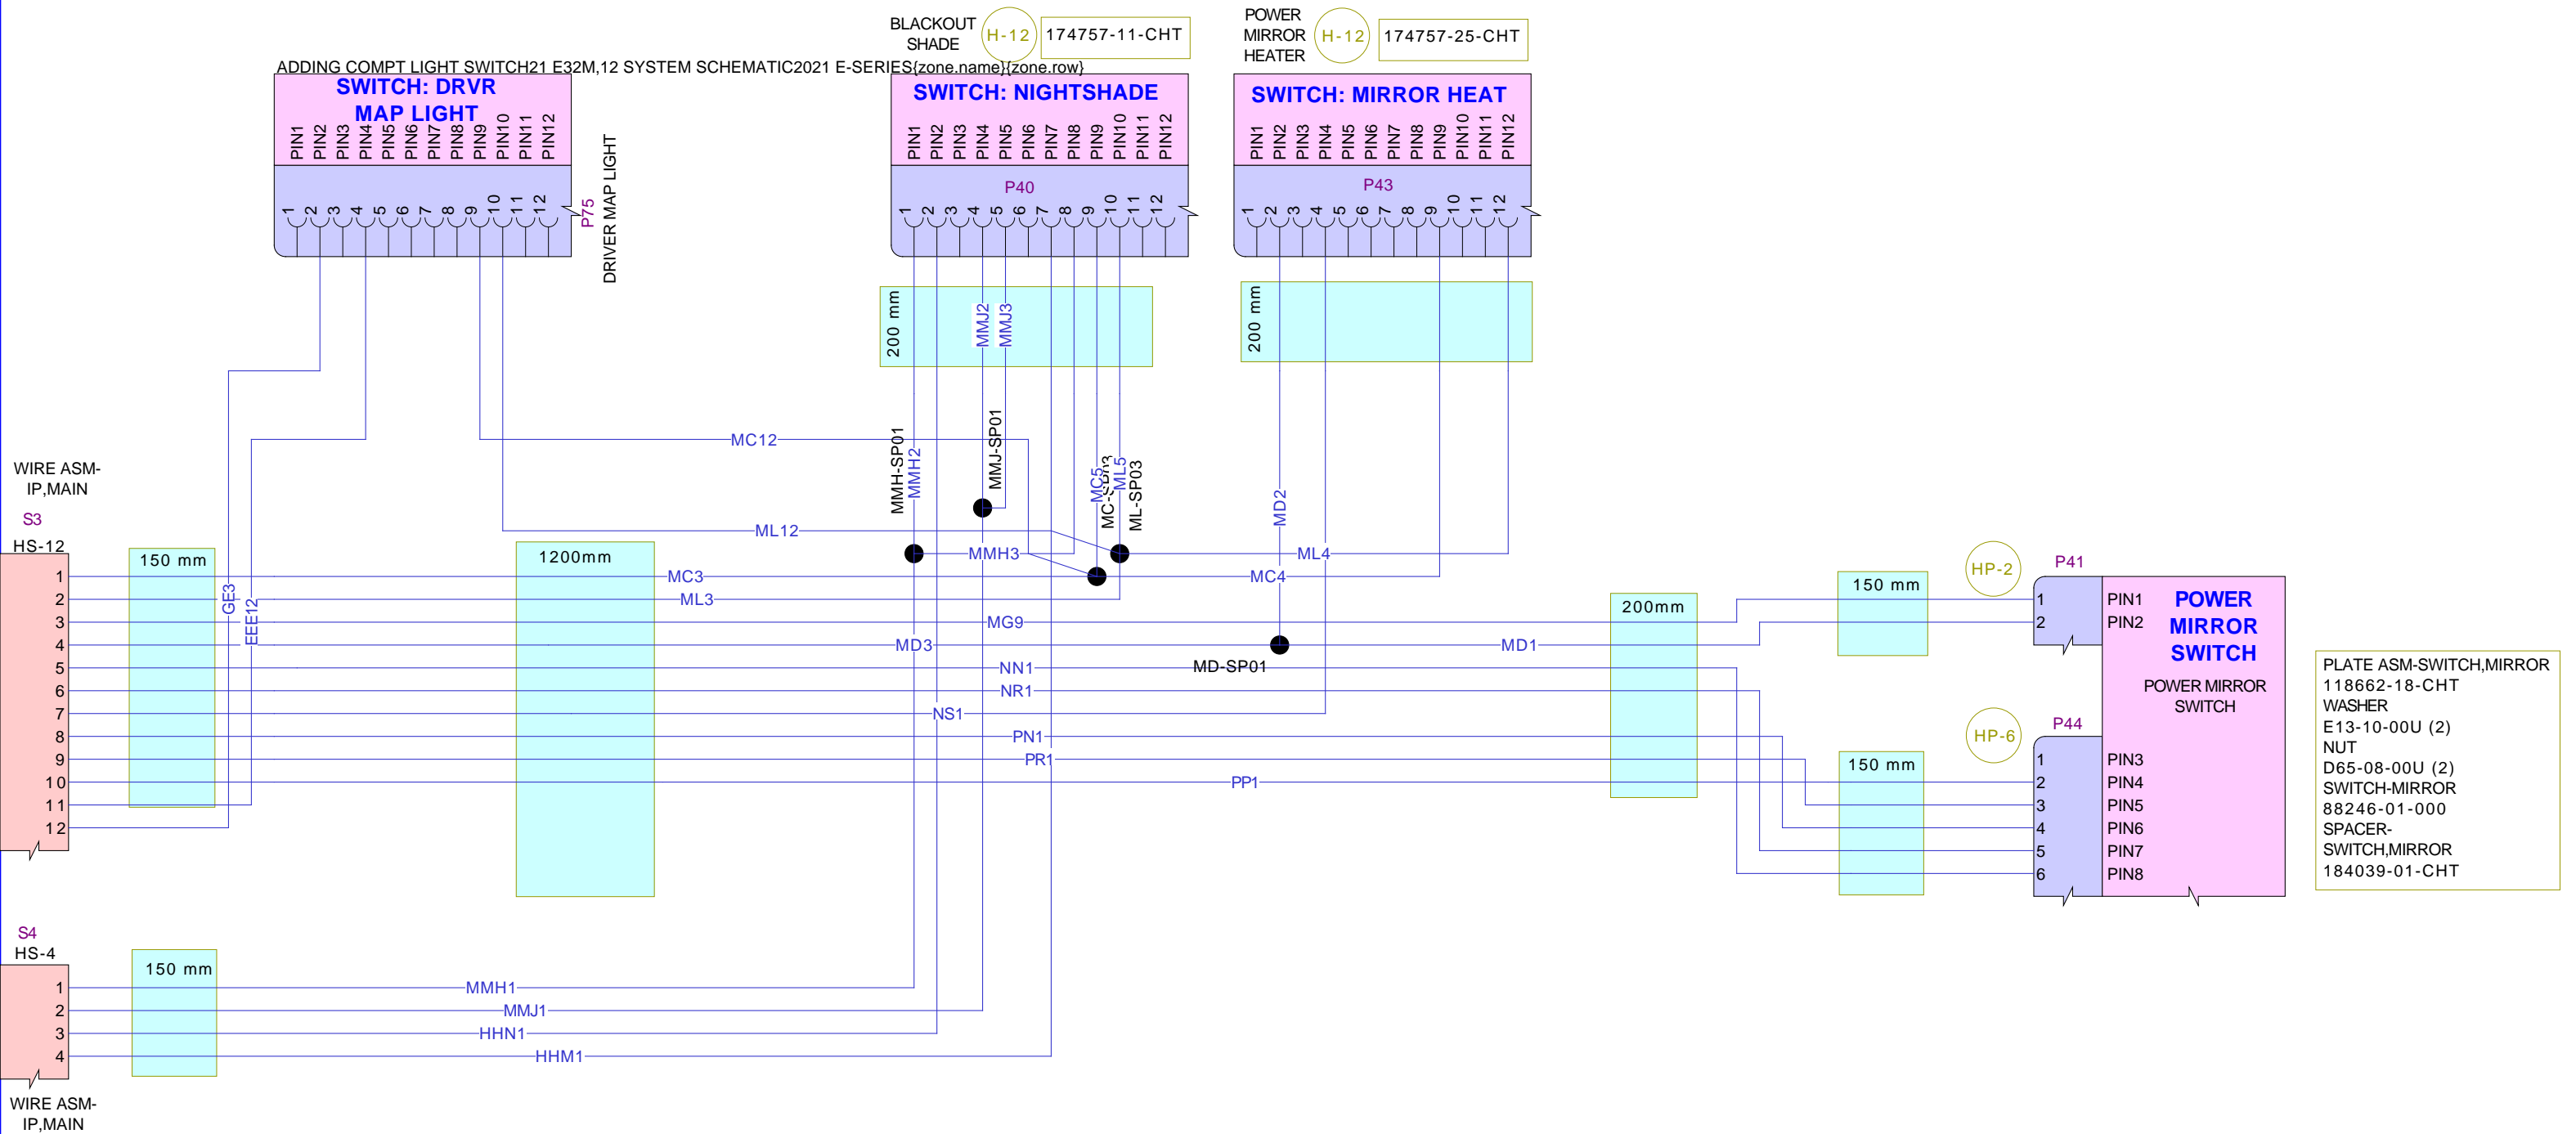 BLACKOUT
SHADE
H-12
174757-11-CHT
POWER
MIRROR
HEATER
H-12
174757-25-CHT
ADDING COMPT LIGHT SWITCH21 E32M,12 SYSTEM SCHEMATIC2021 E-SERIES{zone.name}{zone.row}
SWITCH: DRVR
MAP LIGHT
PIN1
PIN2
PIN3
PIN4
PIN5
PIN6
PIN7
PIN8
PIN9
PIN10
PIN11
PIN12
1
2
3
4
5
6
7
8
9
10
11
12
P75
DRIVER MAP LIGHT
SWITCH: NIGHTSHADE
PIN1
PIN2
PIN3
PIN4
PIN5
PIN6
PIN7
PIN8
PIN9
PIN10
PIN11
PIN12
P40
1
2
3
4
5
6
7
8
9
10
11
12
SWITCH: MIRROR HEAT
PIN1
PIN2
PIN3
PIN4
PIN5
PIN6
PIN7
PIN8
PIN9
PIN10
PIN11
PIN12
P43
1
2
3
4
5
6
7
8
9
10
11
12
200 mm
MMJ2
MMJ3
200 mm
MC12
MMH-SP01
MMH2
MMJ-SP01
MC5
MC-SP03
ML5
ML-SP03
MD2
WIRE ASM-
IP,MAIN
S3
HS-12
1
2
3
4
5
6
7
8
9
10
11
12
150 mm
GE3
EEE12
1200mm
ML12
MMH3
ML4
MC3
MC4
ML3
MG9
MD3
MD-SP01
MD1
NN1
NR1
NS1
PN1
PR1
PP1
200mm
150 mm
HP-2
P41
1
2
PIN1
PIN2
POWER
MIRROR
SWITCH
POWER MIRROR
SWITCH
150 mm
HP-6
P44
1
2
3
4
5
6
PIN3
PIN4
PIN5
PIN6
PIN7
PIN8
PLATE ASM-SWITCH,MIRROR
118662-18-CHT
WASHER
E13-10-00U (2)
NUT
D65-08-00U (2)
SWITCH-MIRROR
88246-01-000
SPACER-
SWITCH,MIRROR
184039-01-CHT
S4
HS-4
1
2
3
4
150 mm
MMH1
MMJ1
HHN1
HHM1
WIRE ASM-
IP,MAIN